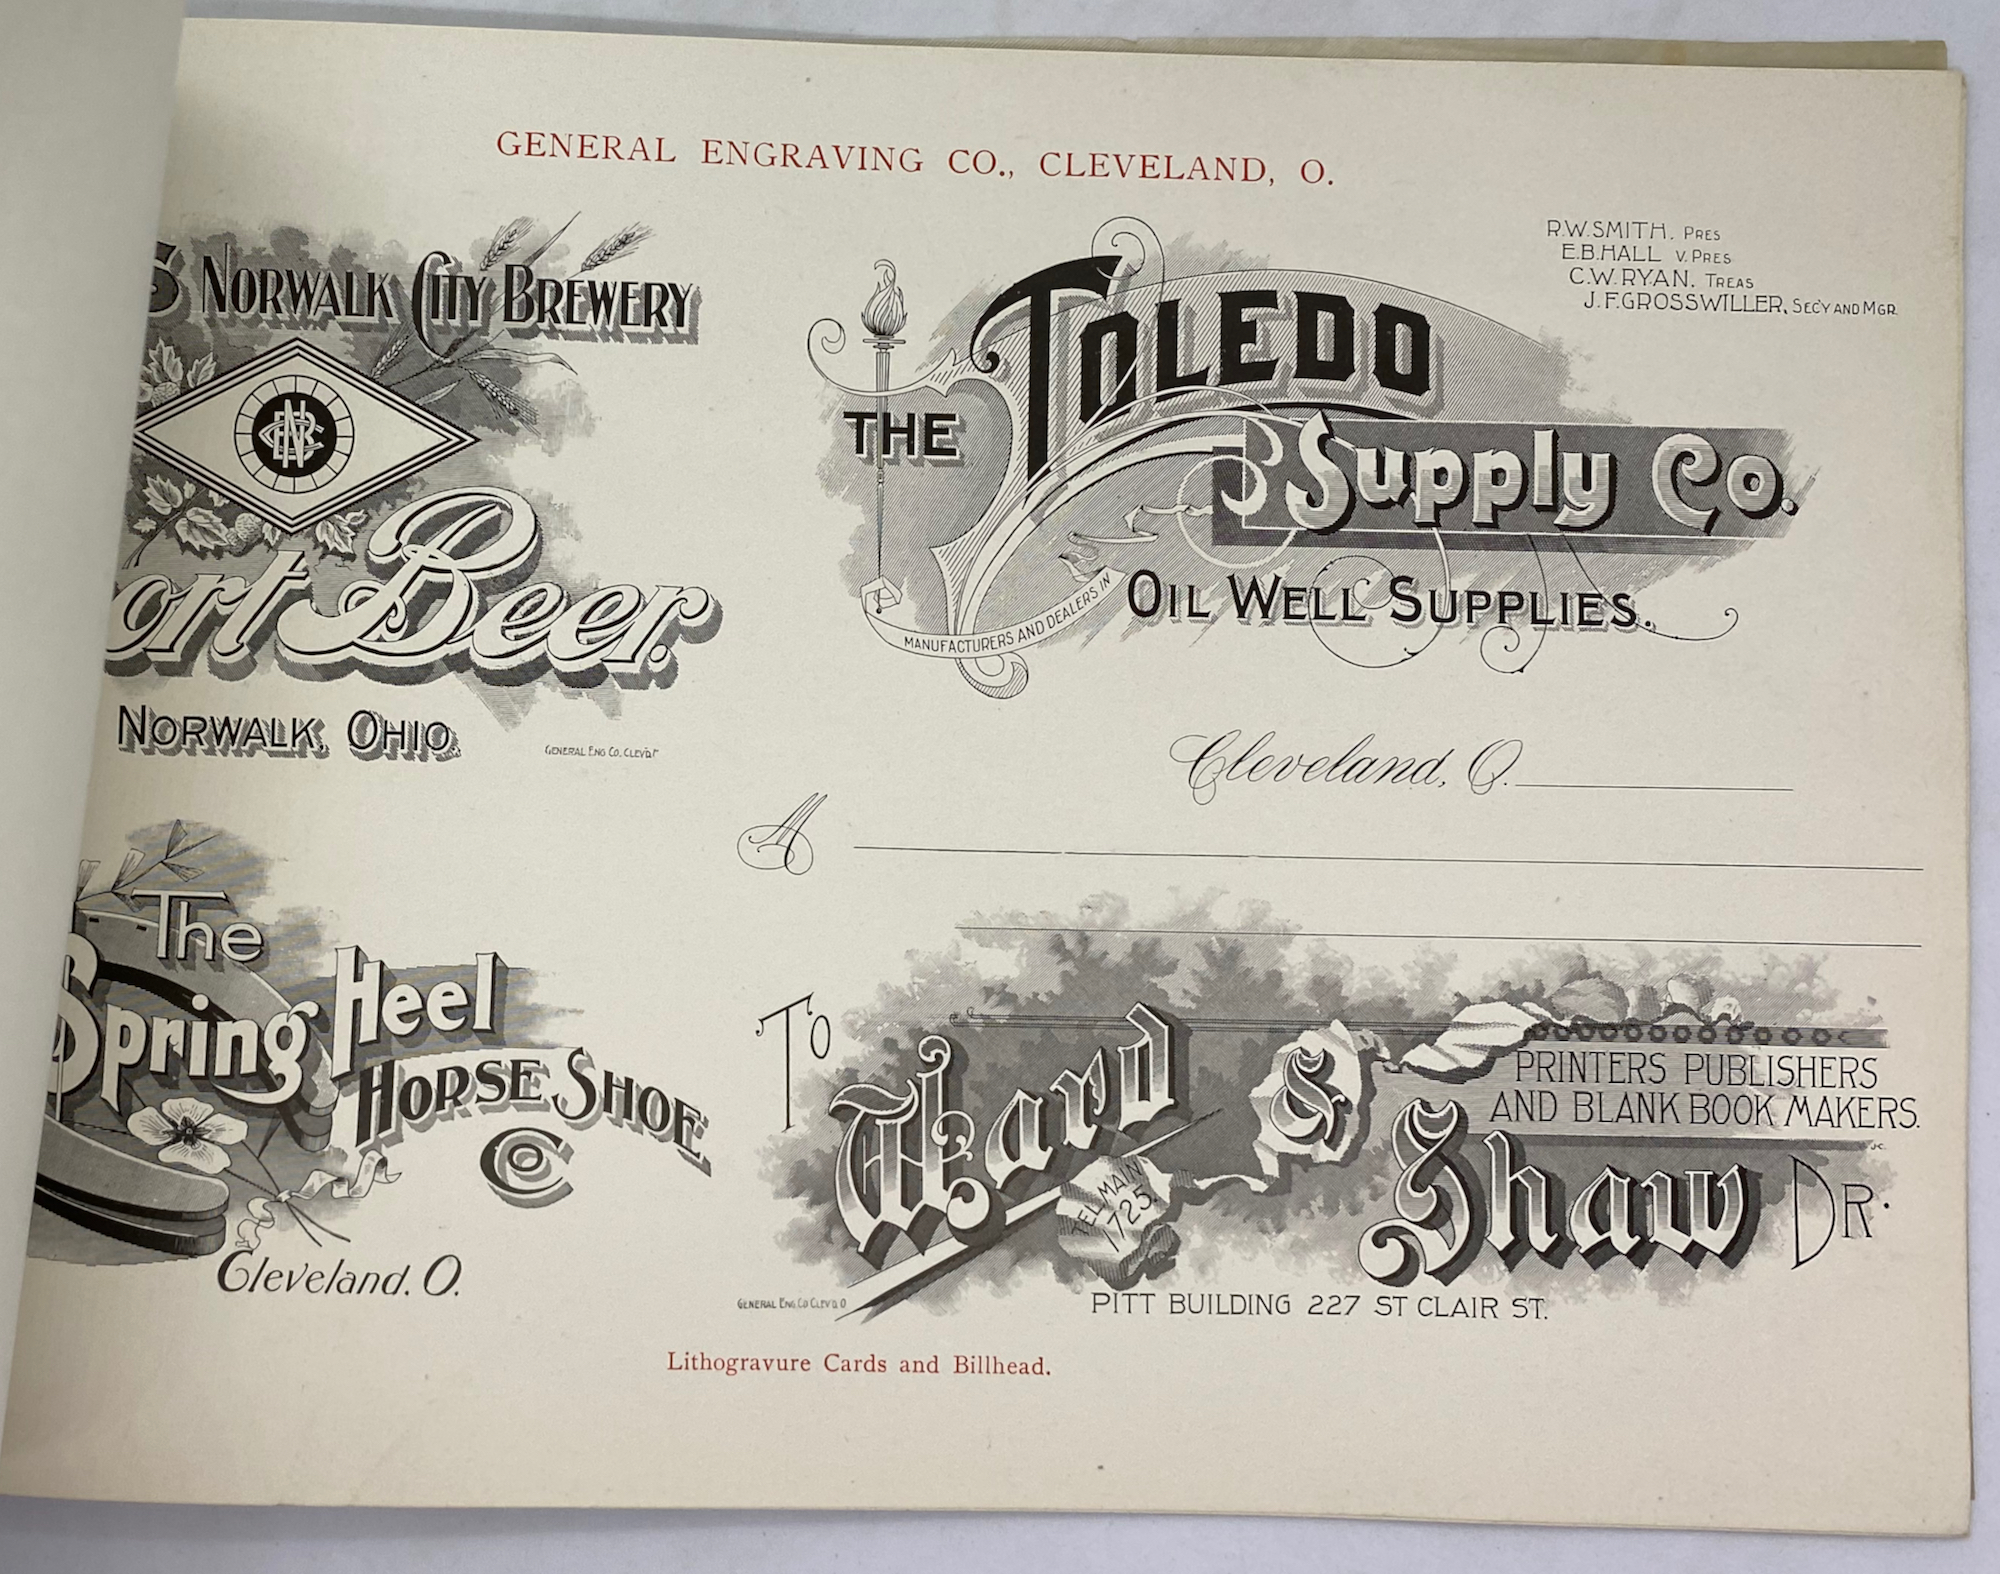 GENERAL ENGRAVING CO., CLEVELAND, O.
S NORWALK CITY BREWERY
NBC
ort Beer.
NORWALK, OHIO.
GENERAL ENG CO. CLEV'D.
The
Spring Heel
HORSE SHOE
Co
Cleveland, O.
R.W. SMITH, PRES
E.B. HALL V. PRES
C.W. RYAN, TREAS
J.F. GROSSWILLER, SEC'Y AND MGR
THE TOLEDO
Supply Co.
MANUFACTURERS AND DEALERS IN
OIL WELL SUPPLIES.
Cleveland, O.
M
TO Ward & Shaw DR.
PRINTERS PUBLISHERS
AND BLANK BOOK MAKERS.
TEL MAIN
1725.
GENERAL ENG. CO CLEV'D O
PITT BUILDING 227 ST CLAIR ST.
Lithogravure Cards and Billhead.